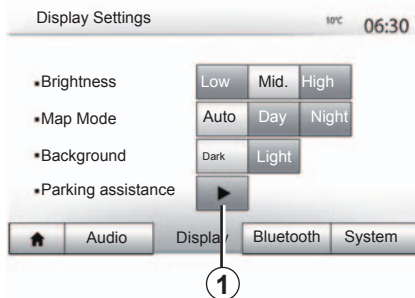 Display Settings 10°C 06:30
▪Brightness Low Mid. High
▪Map Mode Auto Day Night
▪Background Dark Light
▪Parking assistance
Audio Display Bluetooth System
1